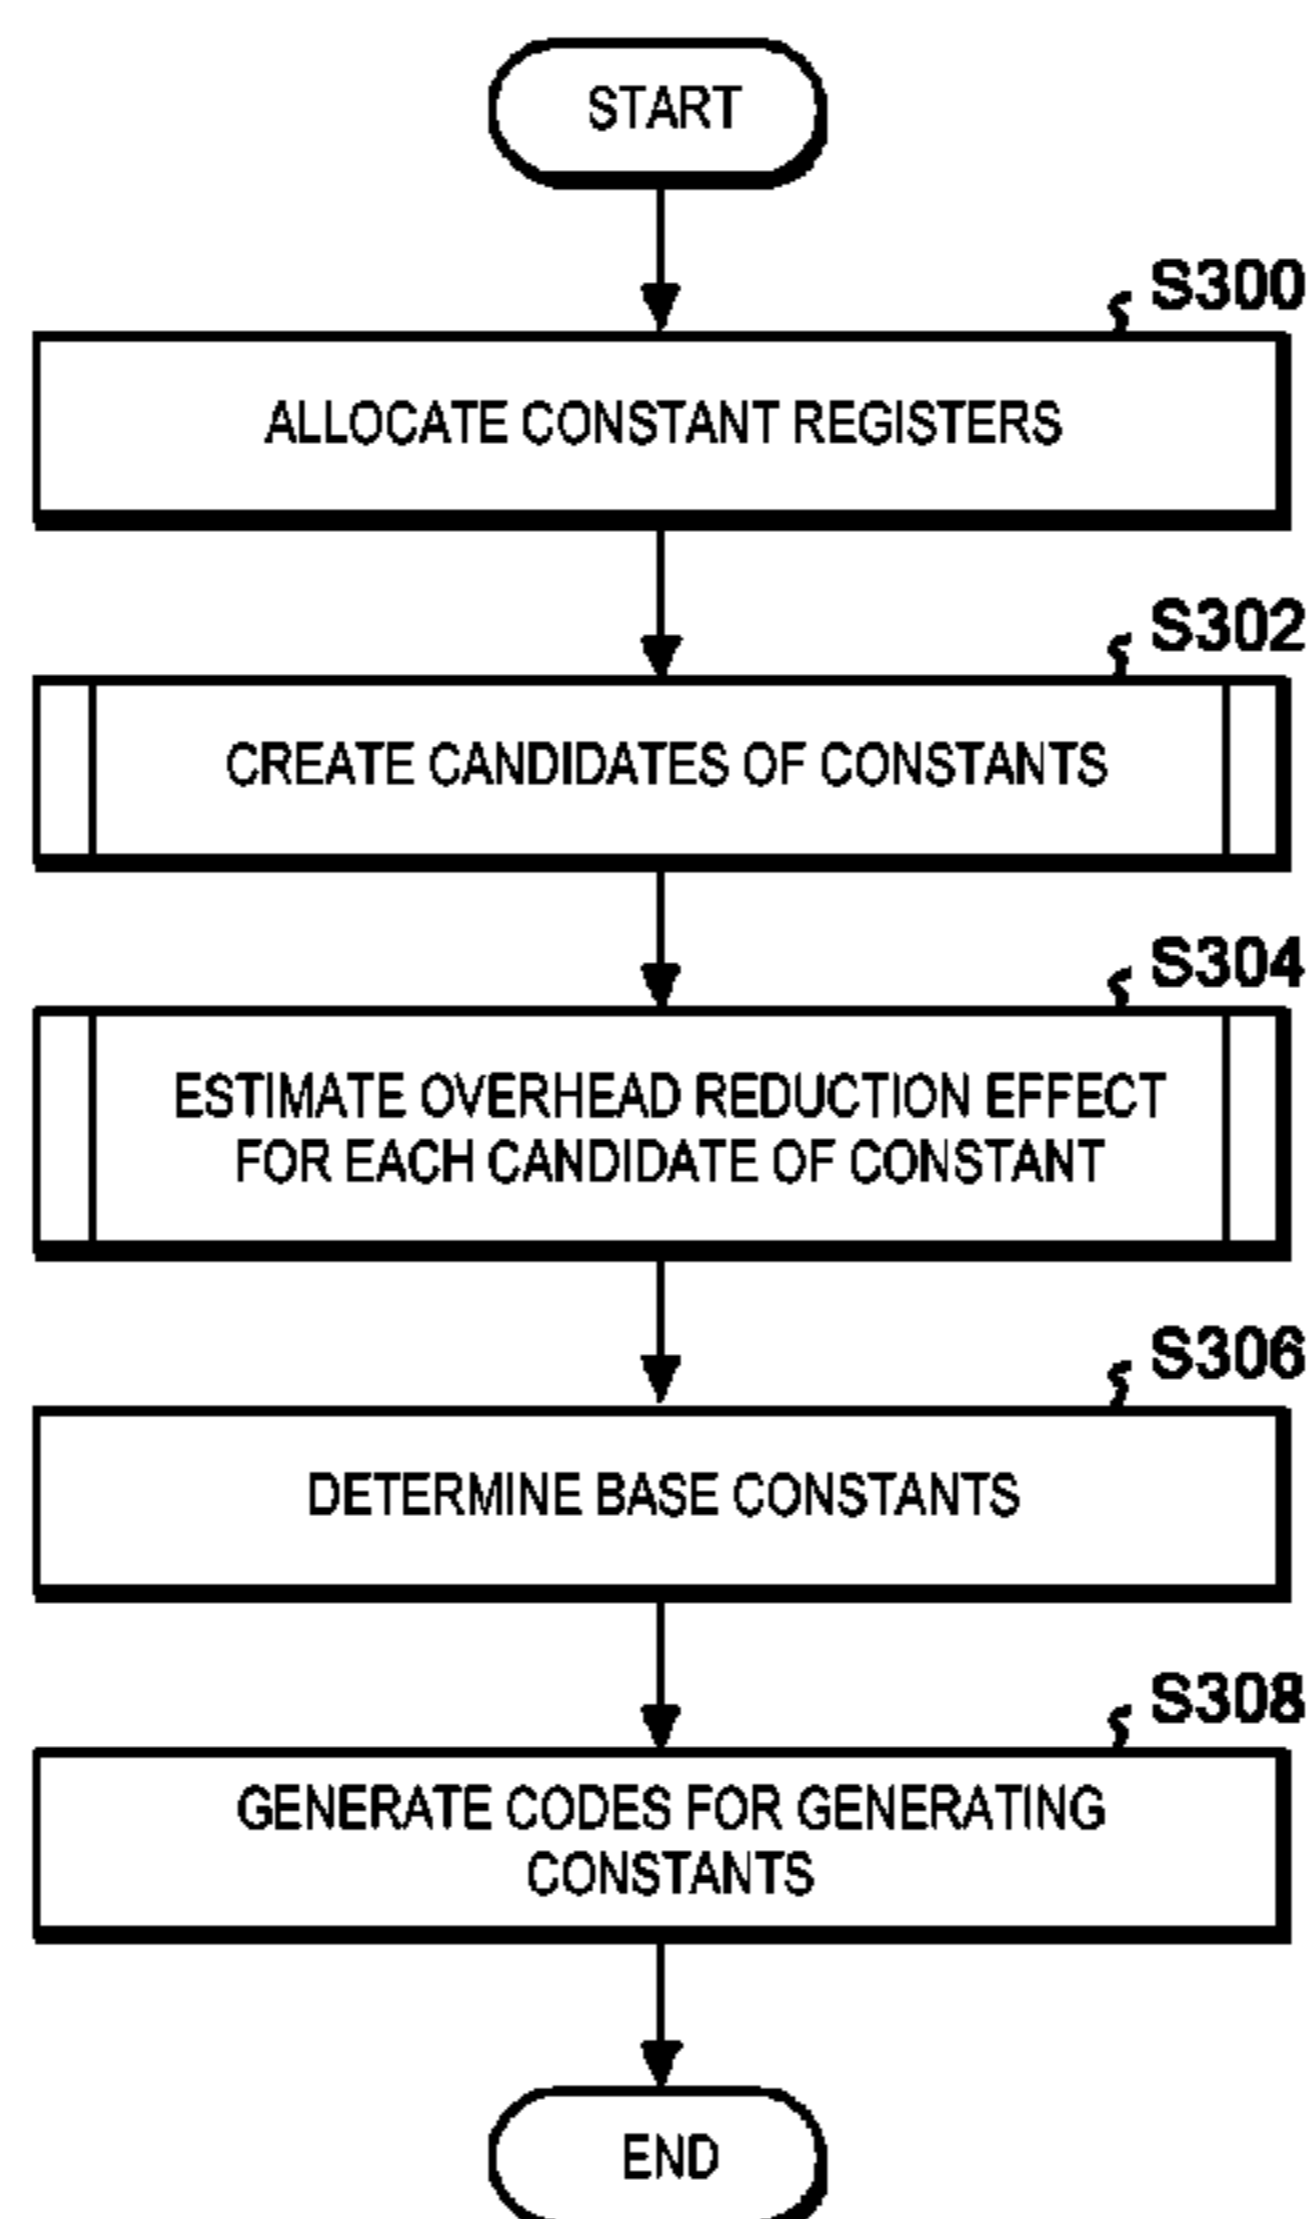 START
S300
ALLOCATE CONSTANT REGISTERS
S302
CREATE CANDIDATES OF CONSTANTS
S304
ESTIMATE OVERHEAD REDUCTION EFFECT
FOR EACH CANDIDATE OF CONSTANT
S306
DETERMINE BASE CONSTANTS
S308
GENERATE CODES FOR GENERATING
CONSTANTS
END